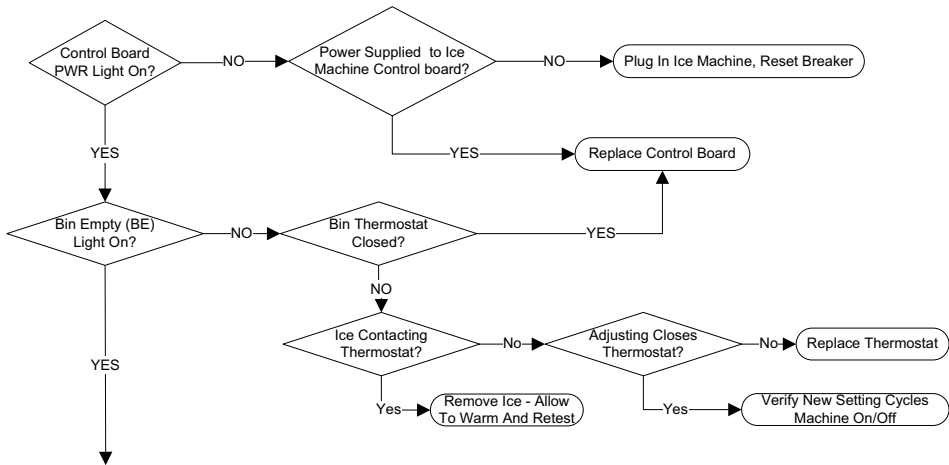 Control Board
PWR Light On?
NO
Power Supplied to Ice
Machine Control board?
NO
Plug In Ice Machine, Reset Breaker
YES
YES
Replace Control Board
Bin Empty (BE)
Light On?
NO
Bin Thermostat
Closed?
YES
NO
YES
Ice Contacting
Thermostat?
No
Adjusting Closes
Thermostat?
No
Replace Thermostat
Yes
Remove Ice - Allow
To Warm And Retest
Yes
Verify New Setting Cycles
Machine On/Off